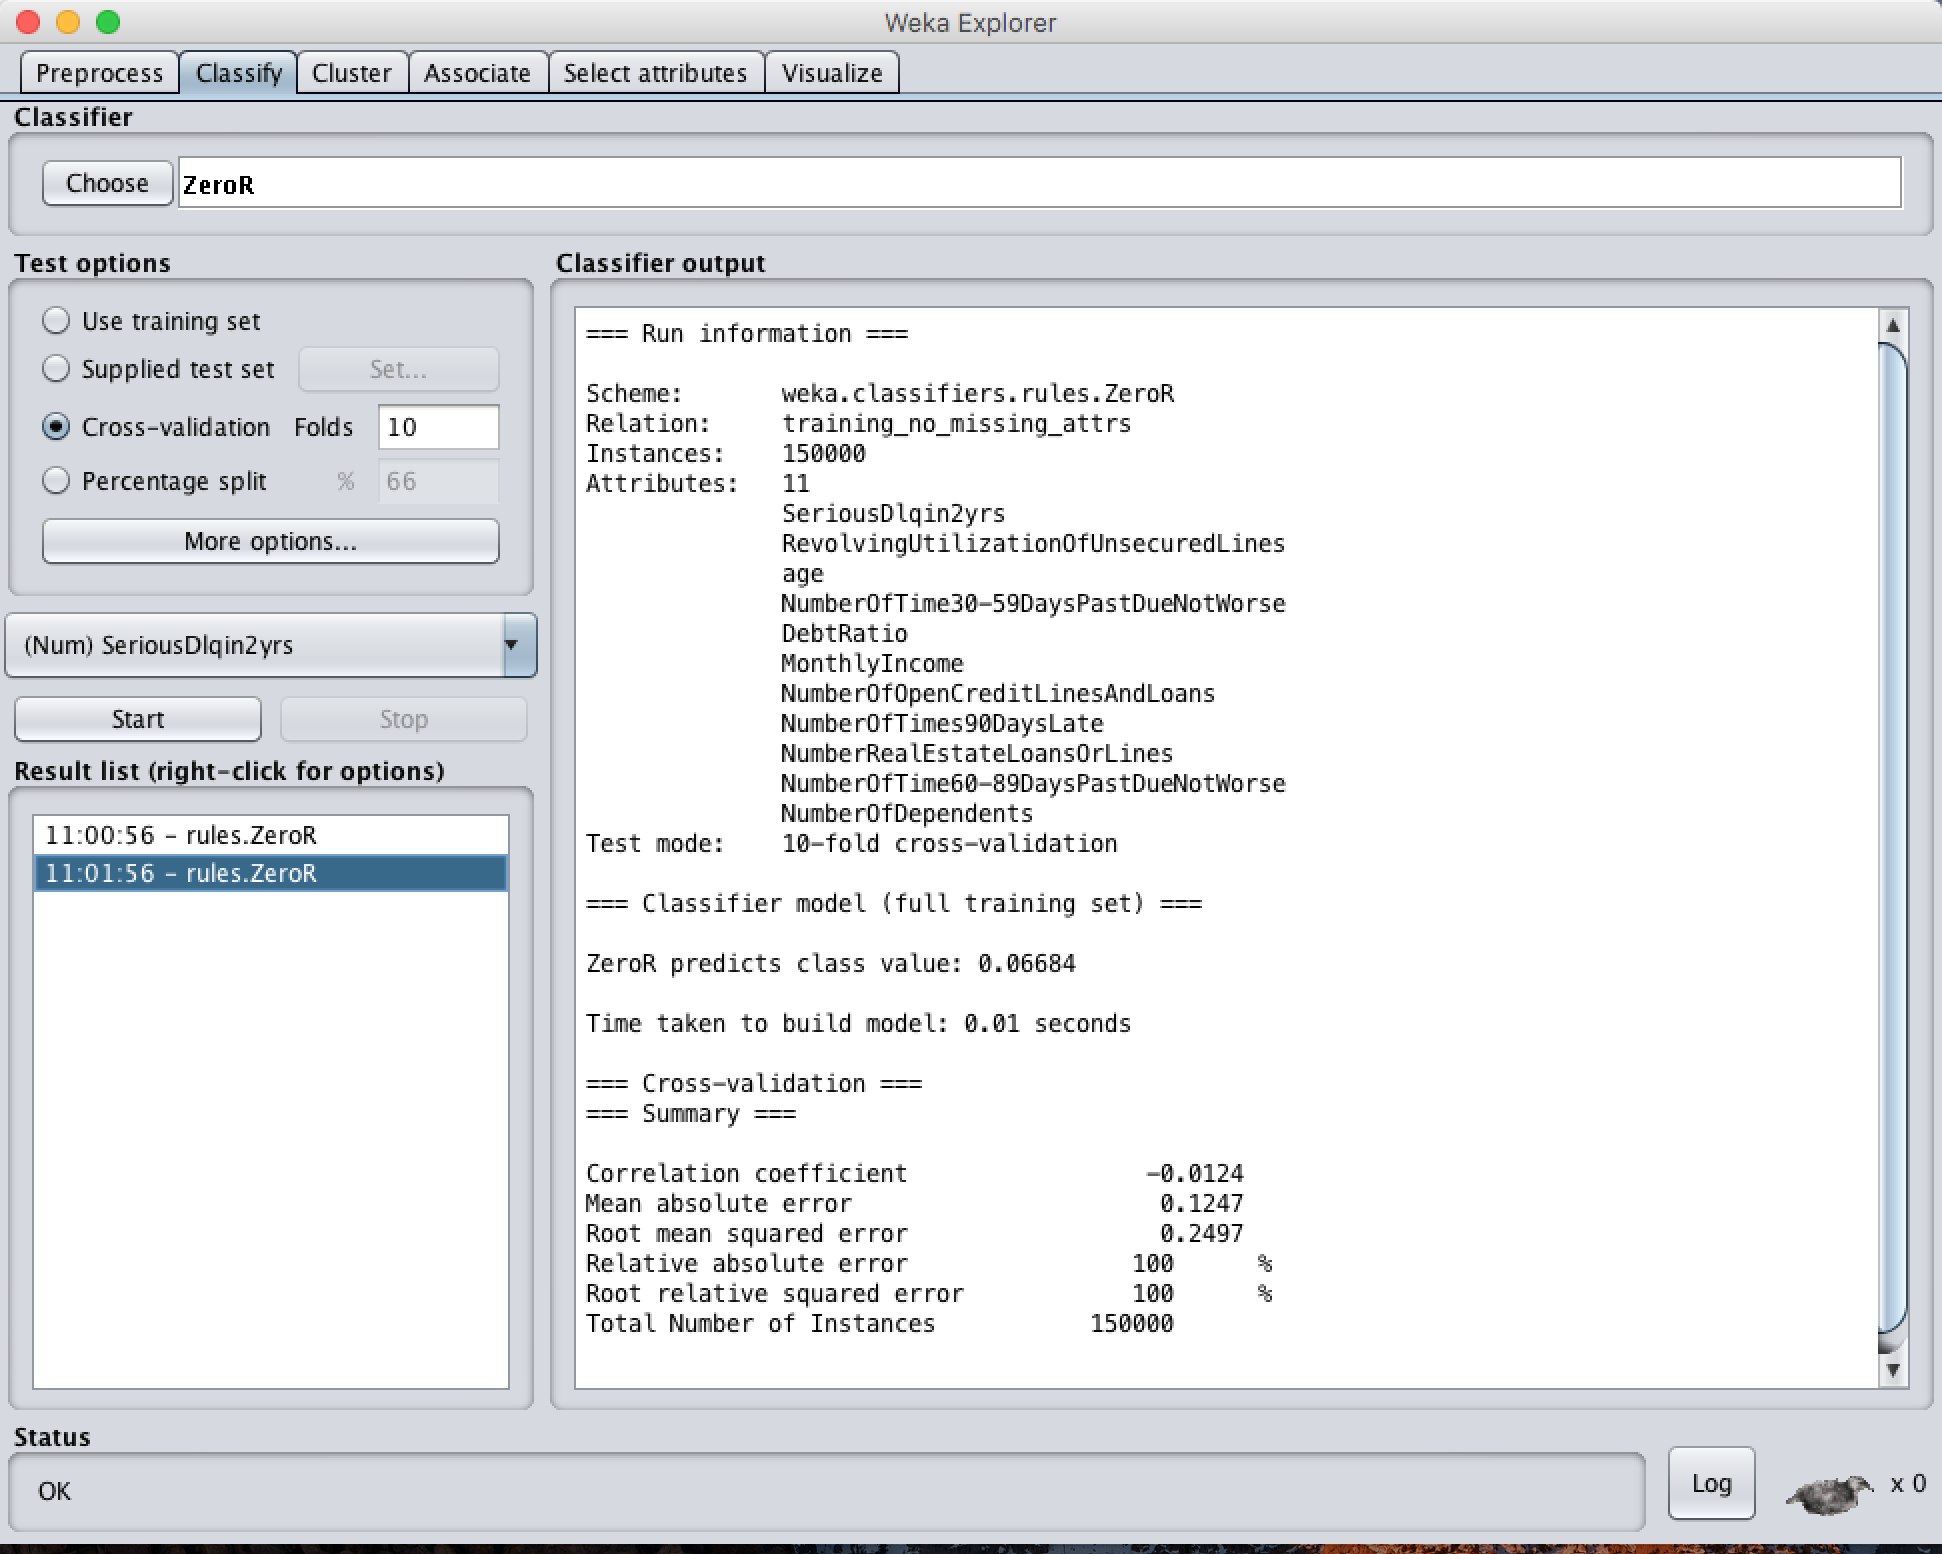 Weka Explorer
Preprocess Classify Cluster Associate Select attributes Visualize
Classifier
Choose ZeroR
Test options
Use training set
Supplied test set Set...
Cross-validation Folds 10
Percentage split % 66
More options...
(Num) SeriousDlqin2yrs
Start Stop
Result list (right-click for options)
11:00:56 - rules.ZeroR
11:01:56 - rules.ZeroR
Classifier output
=== Run information ===
Scheme: weka.classifiers.rules.ZeroR
Relation: training_no_missing_attrs
Instances: 150000
Attributes: 11
SeriousDlqin2yrs
RevolvingUtilizationOfUnsecuredLines
age
NumberOfTime30-59DaysPastDueNotWorse
DebtRatio
MonthlyIncome
NumberOfOpenCreditLinesAndLoans
NumberOfTimes90DaysLate
NumberRealEstateLoansOrLines
NumberOfTime60-89DaysPastDueNotWorse
NumberOfDependents
Test mode: 10-fold cross-validation
=== Classifier model (full training set) ===
ZeroR predicts class value: 0.06684
Time taken to build model: 0.01 seconds
=== Cross-validation ===
=== Summary ===
Correlation coefficient -0.0124
Mean absolute error 0.1247
Root mean squared error 0.2497
Relative absolute error 100 %
Root relative squared error 100 %
Total Number of Instances 150000
Status
OK
Log x 0